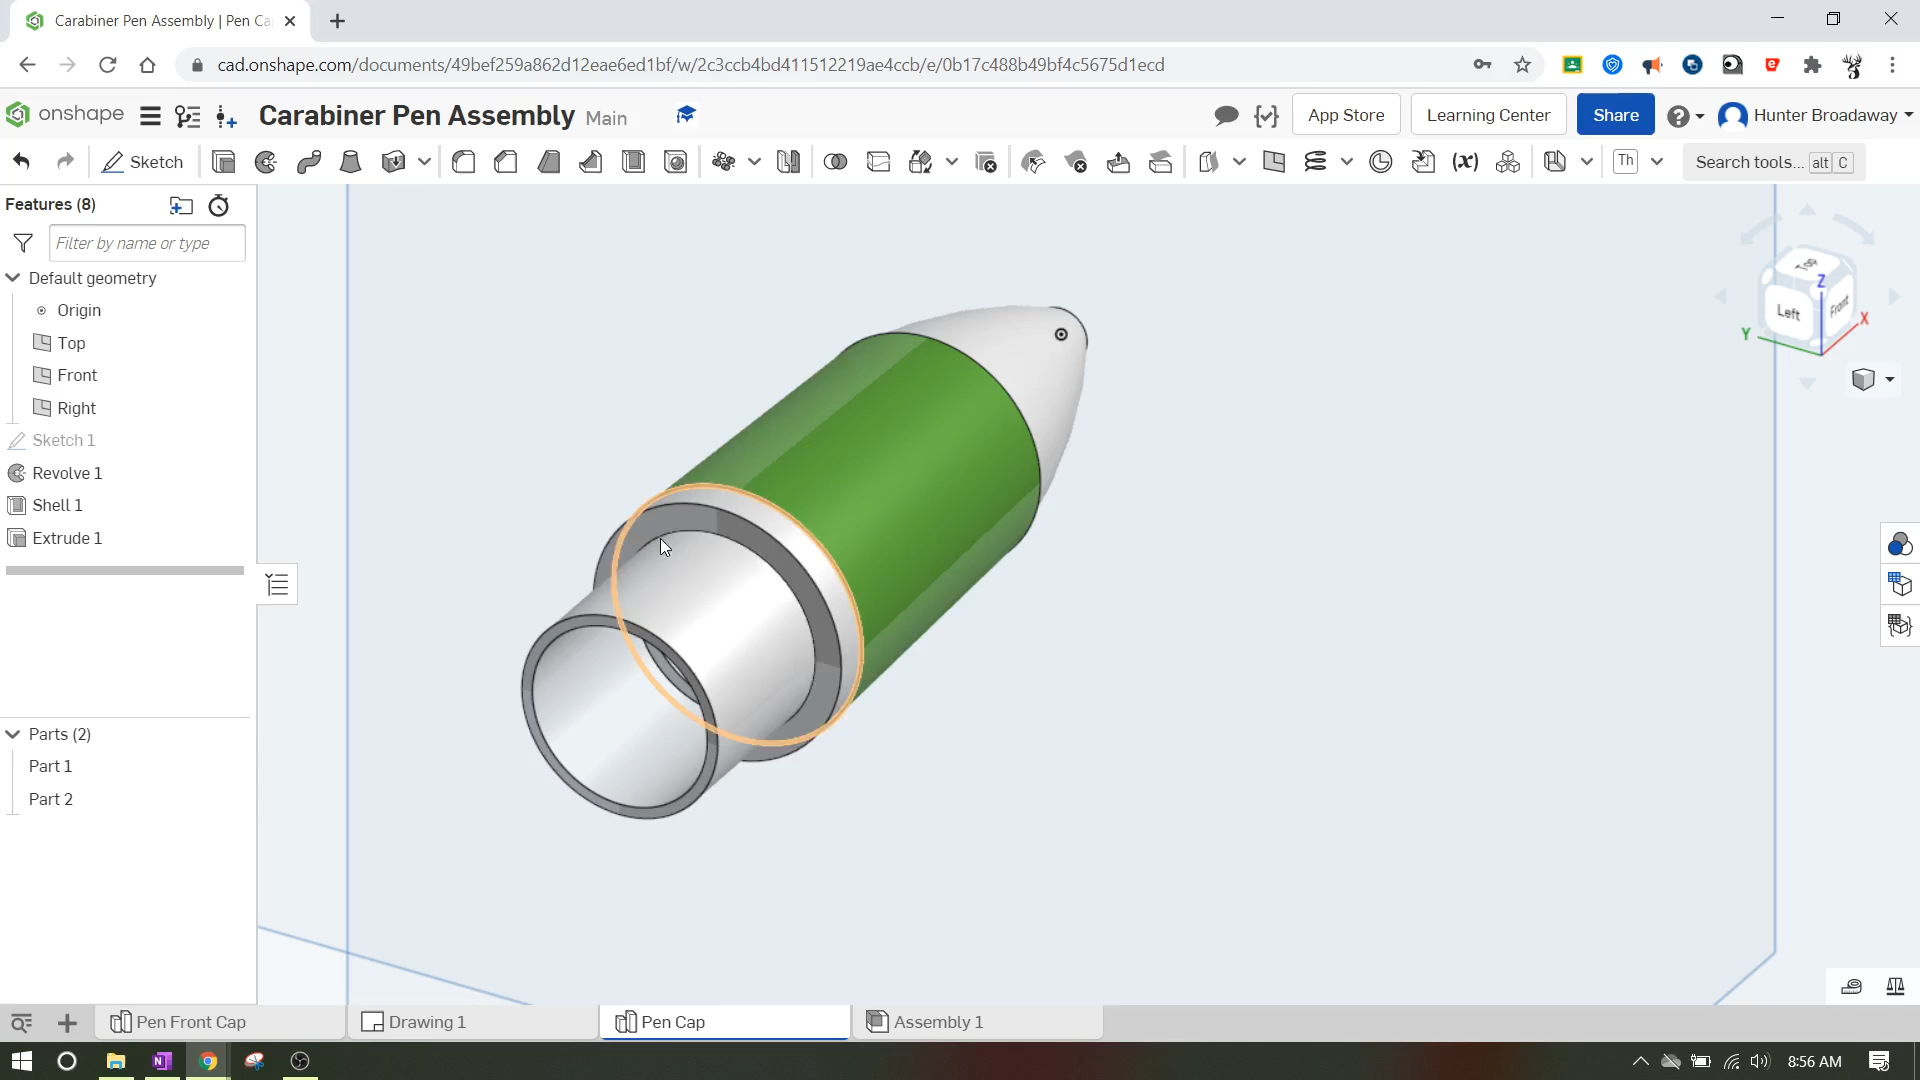 Carabiner Pen Assembly | Pen Ca
cad.onshape.com/documents/49bef259a862d12eae6ed1bf/w/2c3ccb4bd411512219ae4ccb/e/0b17c488b49bf4c5675d1ecd
onshape
Carabiner Pen Assembly Main
App Store
Learning Center
Share
Hunter Broadaway
Sketch
(x)
Th
Search tools... alt C
Features (8)
Filter by name or type
Default geometry
Origin
Top
Front
Right
Sketch 1
Revolve 1
Shell 1
Extrude 1
Parts (2)
Part 1
Part 2
Top
Left
Front
Z
X
Y
Pen Front Cap
Drawing 1
Pen Cap
Assembly 1
8:56 AM